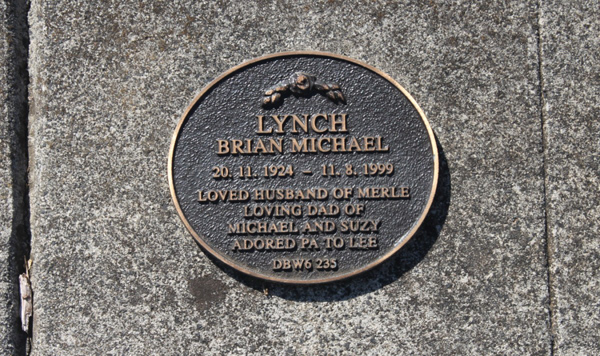 LYNCH
BRIAN MICHAEL
20. 11. 1924 – 11. 8. 1999
LOVED HUSBAND OF MERLE
LOVING DAD OF
MICHAEL AND SUZY
ADORED PA TO LEE
DBW6 235